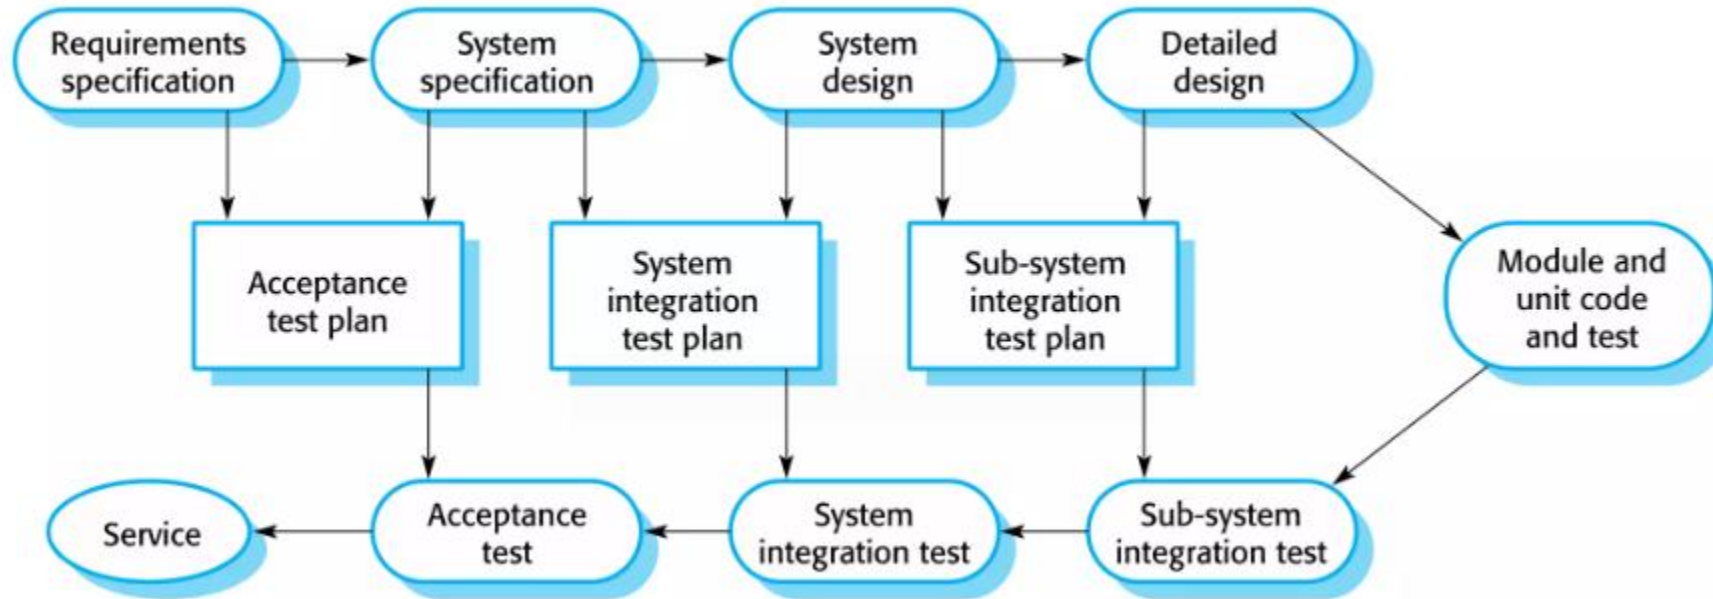 Requirements
specification
System
specification
System
design
Detailed
design
Acceptance
test plan
System
integration
test plan
Sub-system
integration
test plan
Module and
unit code
and test
Service
Acceptance
test
System
integration test
Sub-system
integration test